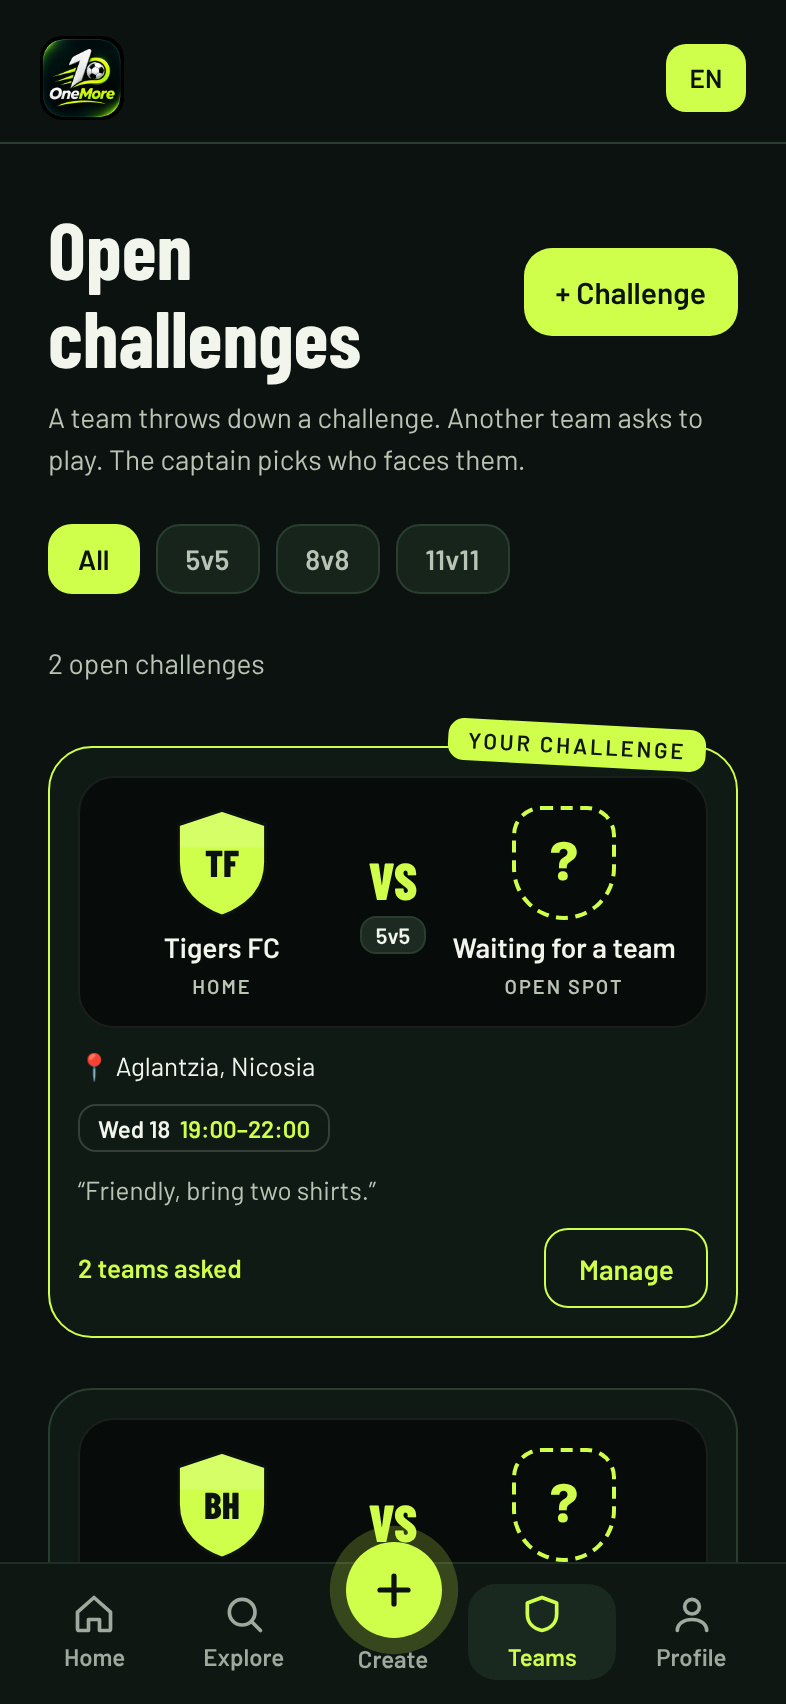 OneMore
EN
Open
challenges
+ Challenge
A team throws down a challenge. Another team asks to
play. The captain picks who faces them.
All
5v5
8v8
11v11
2 open challenges
YOUR CHALLENGE
TF
VS
?
5v5
Tigers FC
Waiting for a team
HOME
OPEN SPOT
Aglantzia, Nicosia
Wed 18 19:00–22:00
“Friendly, bring two shirts.”
2 teams asked
Manage
BH
VS
?
+
Home
Explore
Create
Teams
Profile